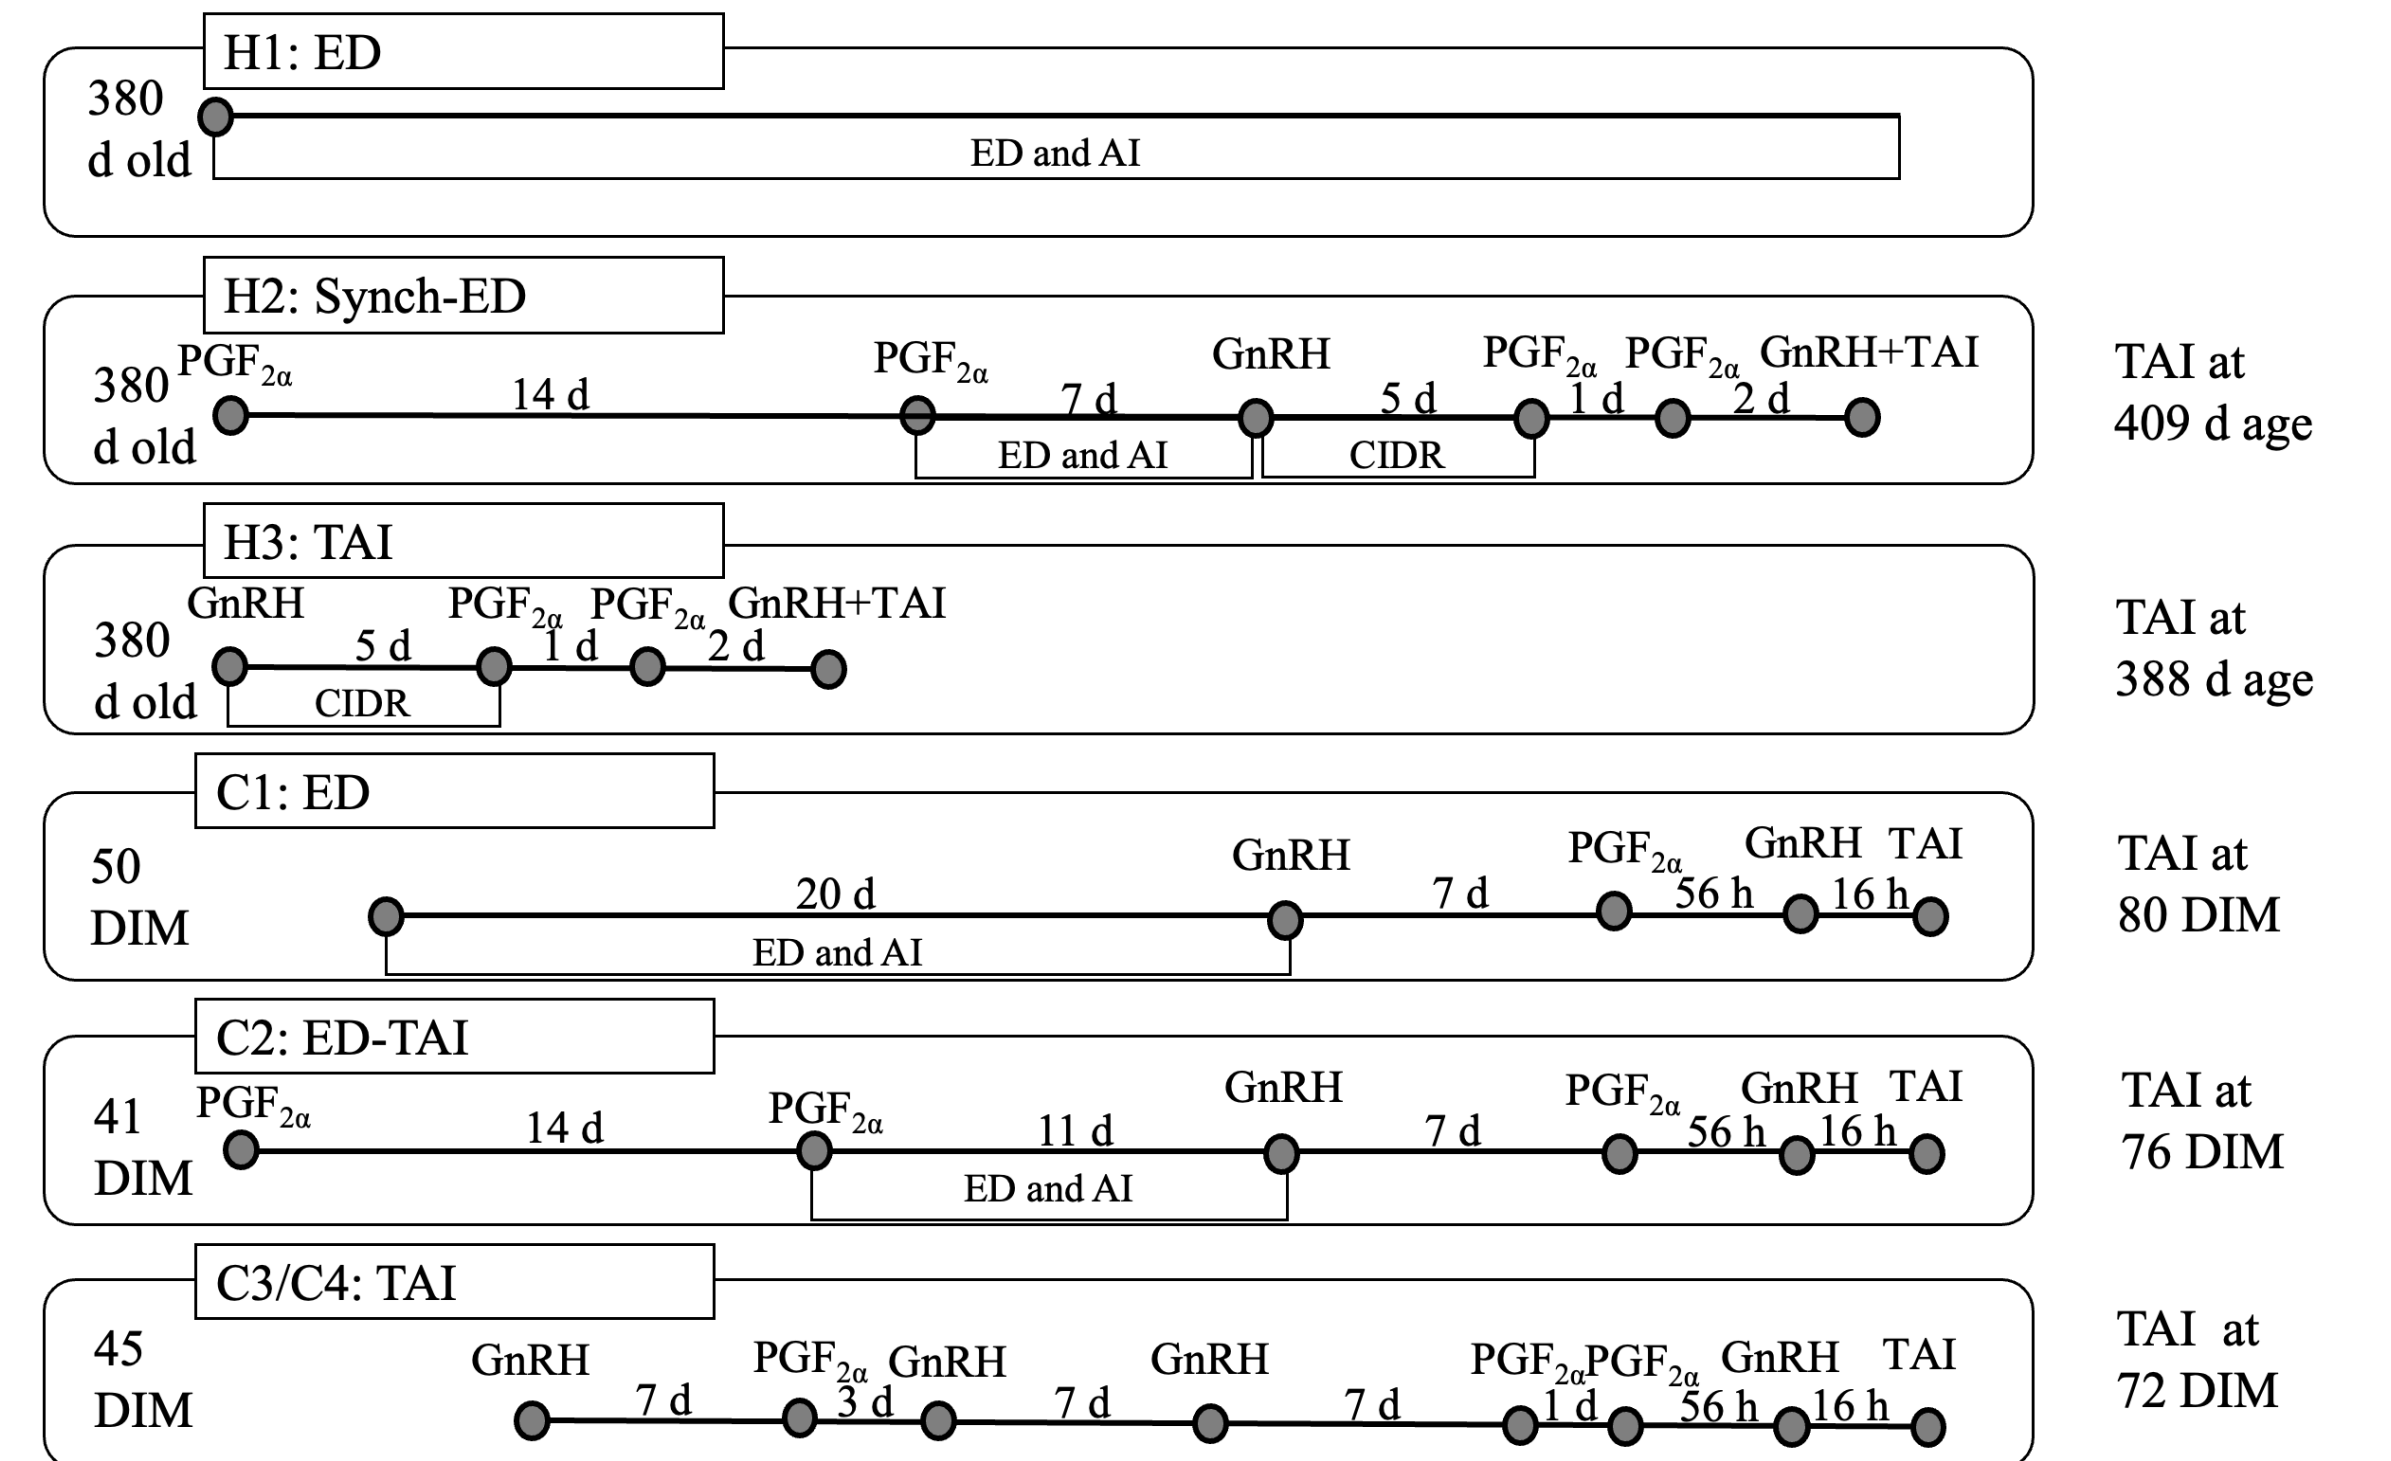 H1: ED
380
d old
ED and AI
H2: Synch-ED
380
d old
PGF2α
14 d
PGF2α
7 d
GnRH
5 d
PGF2α
1 d
PGF2α
2 d
GnRH+TAI
ED and AI
CIDR
TAI at
409 d age
H3: TAI
380
d old
GnRH
5 d
PGF2α
1 d
PGF2α
2 d
GnRH+TAI
CIDR
TAI at
388 d age
C1: ED
50
DIM
20 d
GnRH
7 d
PGF2α
56 h
GnRH
16 h
TAI
ED and AI
TAI at
80 DIM
C2: ED-TAI
41
DIM
PGF2α
14 d
PGF2α
11 d
GnRH
7 d
PGF2α
56 h
GnRH
16 h
TAI
ED and AI
TAI at
76 DIM
C3/C4: TAI
45
DIM
GnRH
7 d
PGF2α
3 d
GnRH
7 d
GnRH
7 d
PGF2α
1 d
PGF2α
56 h
GnRH
16 h
TAI
TAI at
72 DIM